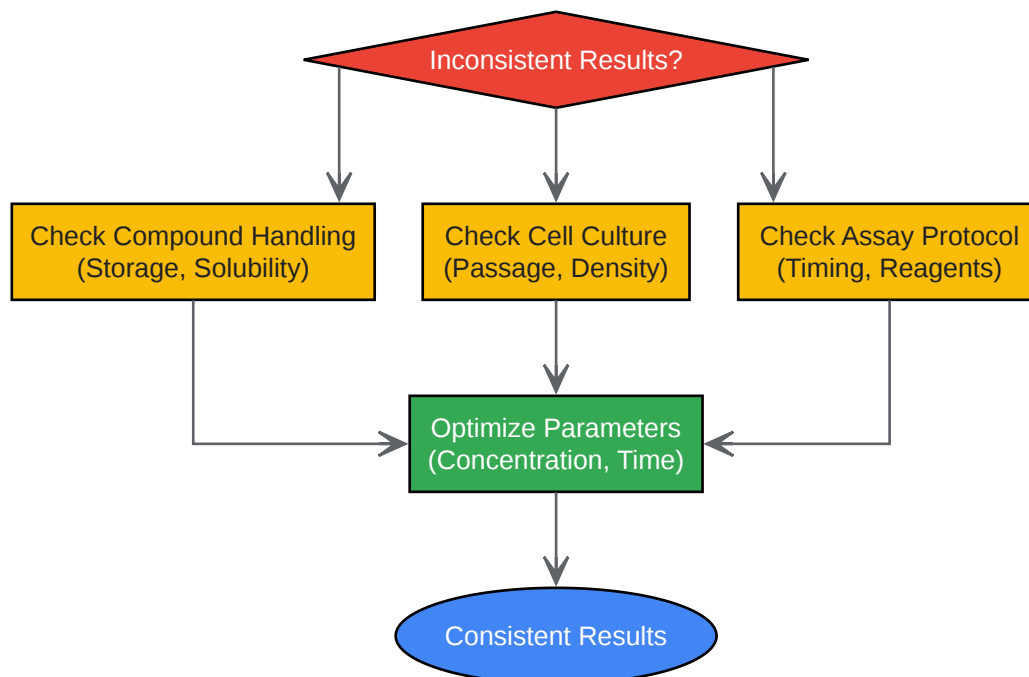 Inconsistent Results?
Check Compound Handling
(Storage, Solubility)
Check Cell Culture
(Passage, Density)
Check Assay Protocol
(Timing, Reagents)
Optimize Parameters
(Concentration, Time)
Consistent Results